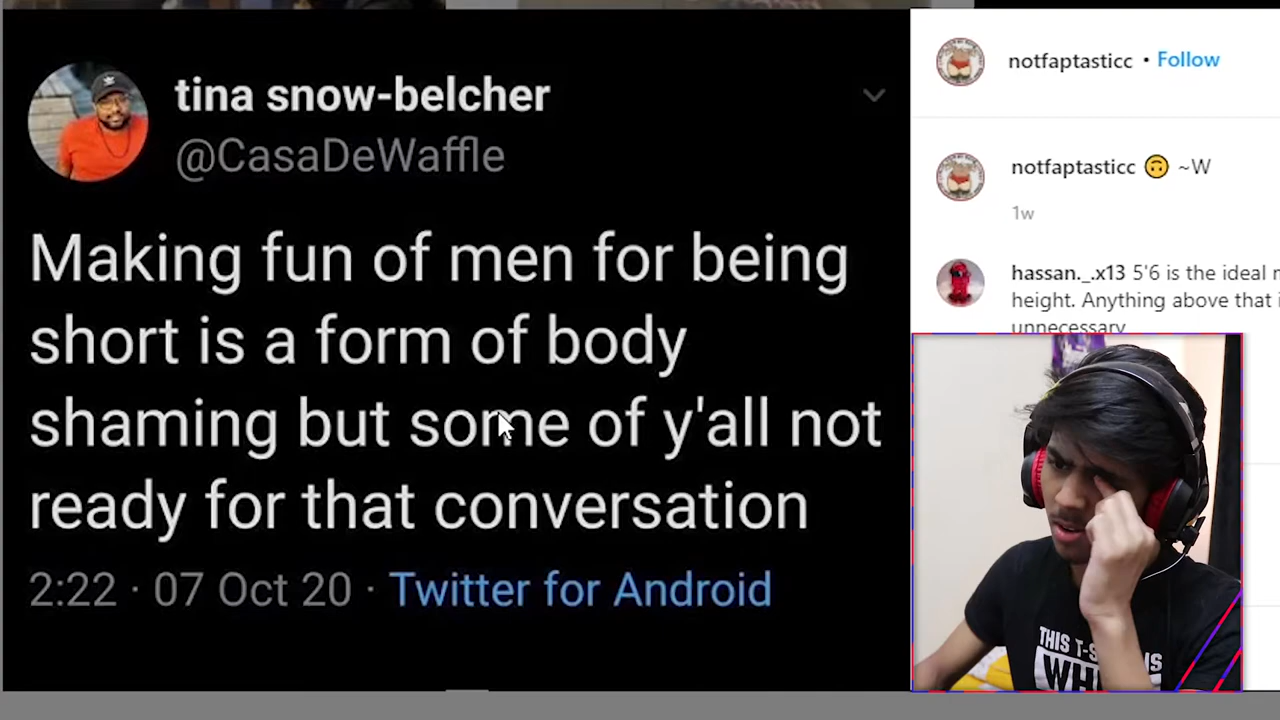 tina snow-belcher
@CasaDeWaffle
Making fun of men for being
short is a form of body
shaming but some of y'all not
ready for that conversation
2:22 · 07 Oct 20 · Twitter for Android
notfaptasticc • Follow
notfaptasticc 🙃 ~W
1w
hassan._.x13 5'6 is the ideal
height. Anything above that
unnecessary
THIS T-S IS
WH